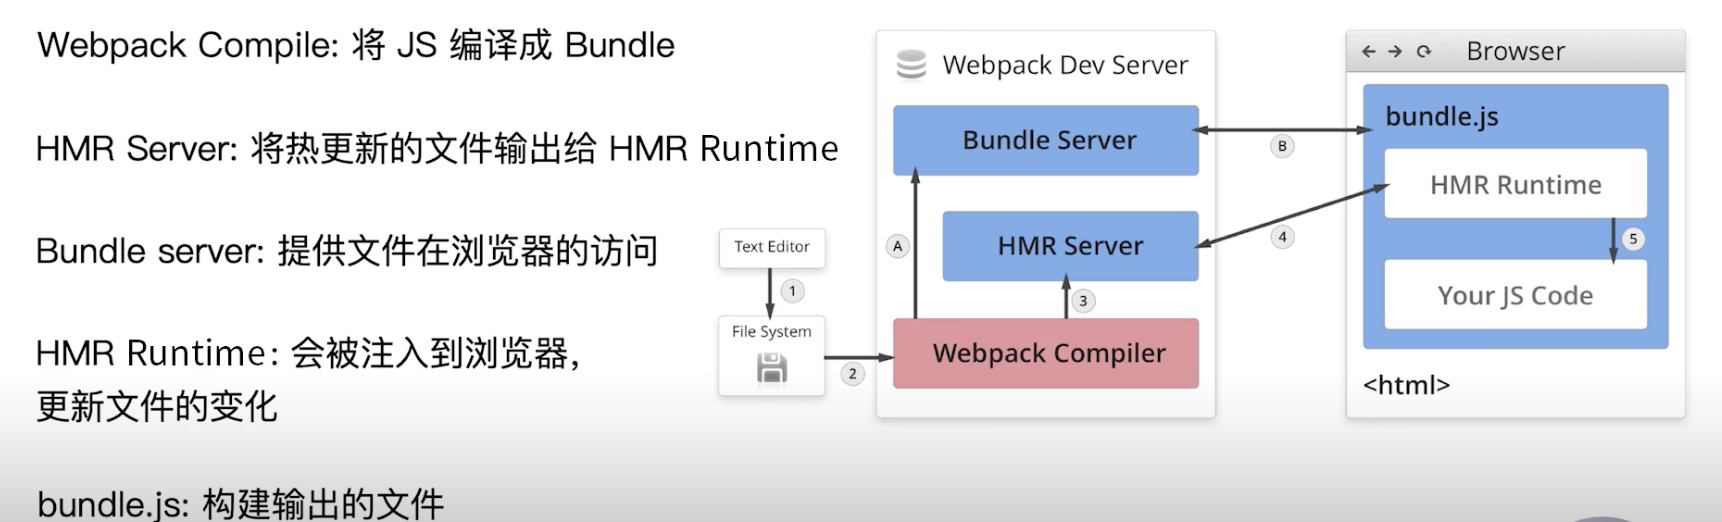 Webpack Compile: 将 JS 编译成 Bundle
HMR Server: 将热更新的文件输出给 HMR Runtime
Bundle server: 提供文件在浏览器的访问
HMR Runtime: 会被注入到浏览器，
更新文件的变化
bundle.js: 构建输出的文件
Text Editor
1
File System
2
Webpack Dev Server
Bundle Server
A
HMR Server
3
Webpack Compiler
B
4
Browser
bundle.js
HMR Runtime
5
Your JS Code
<html>